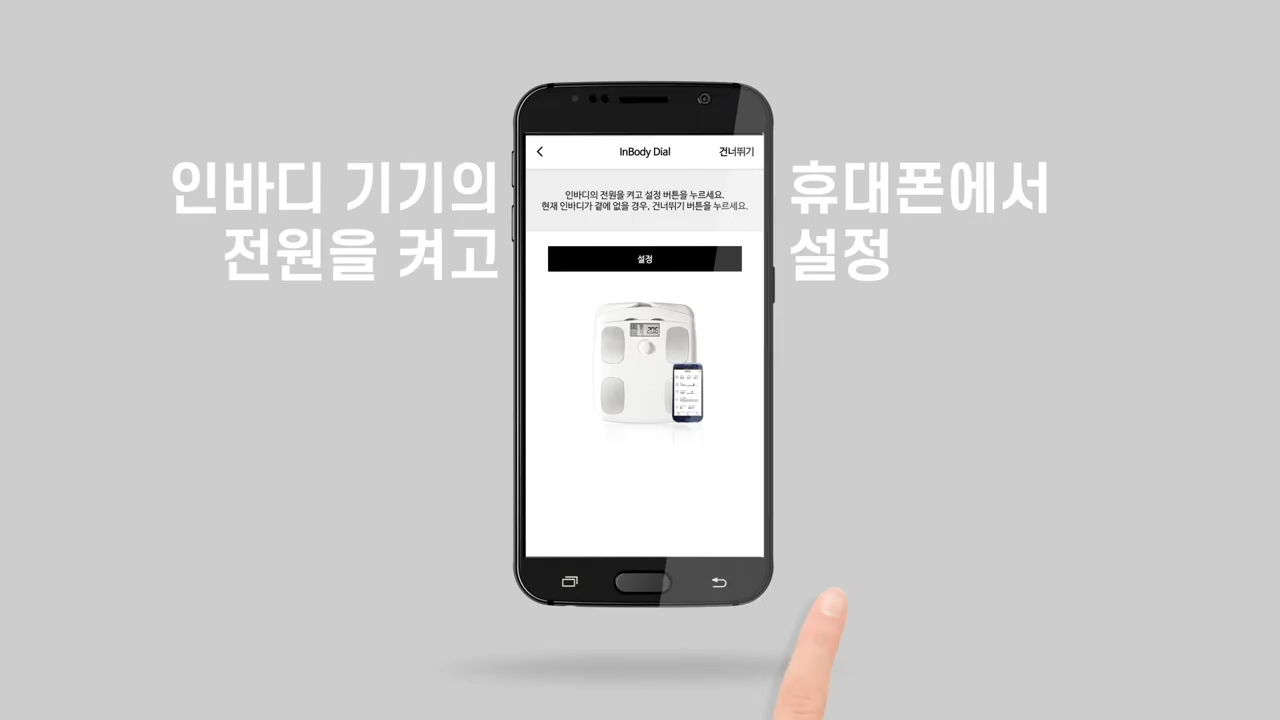 인바디 기기의
전원을 켜고
휴대폰에서
설정
InBody Dial
건너뛰기
인바디의 전원을 켜고 설정 버튼을 누르세요.
현재 인바디가 곁에 없을 경우, 건너뛰기 버튼을 누르세요.
설정